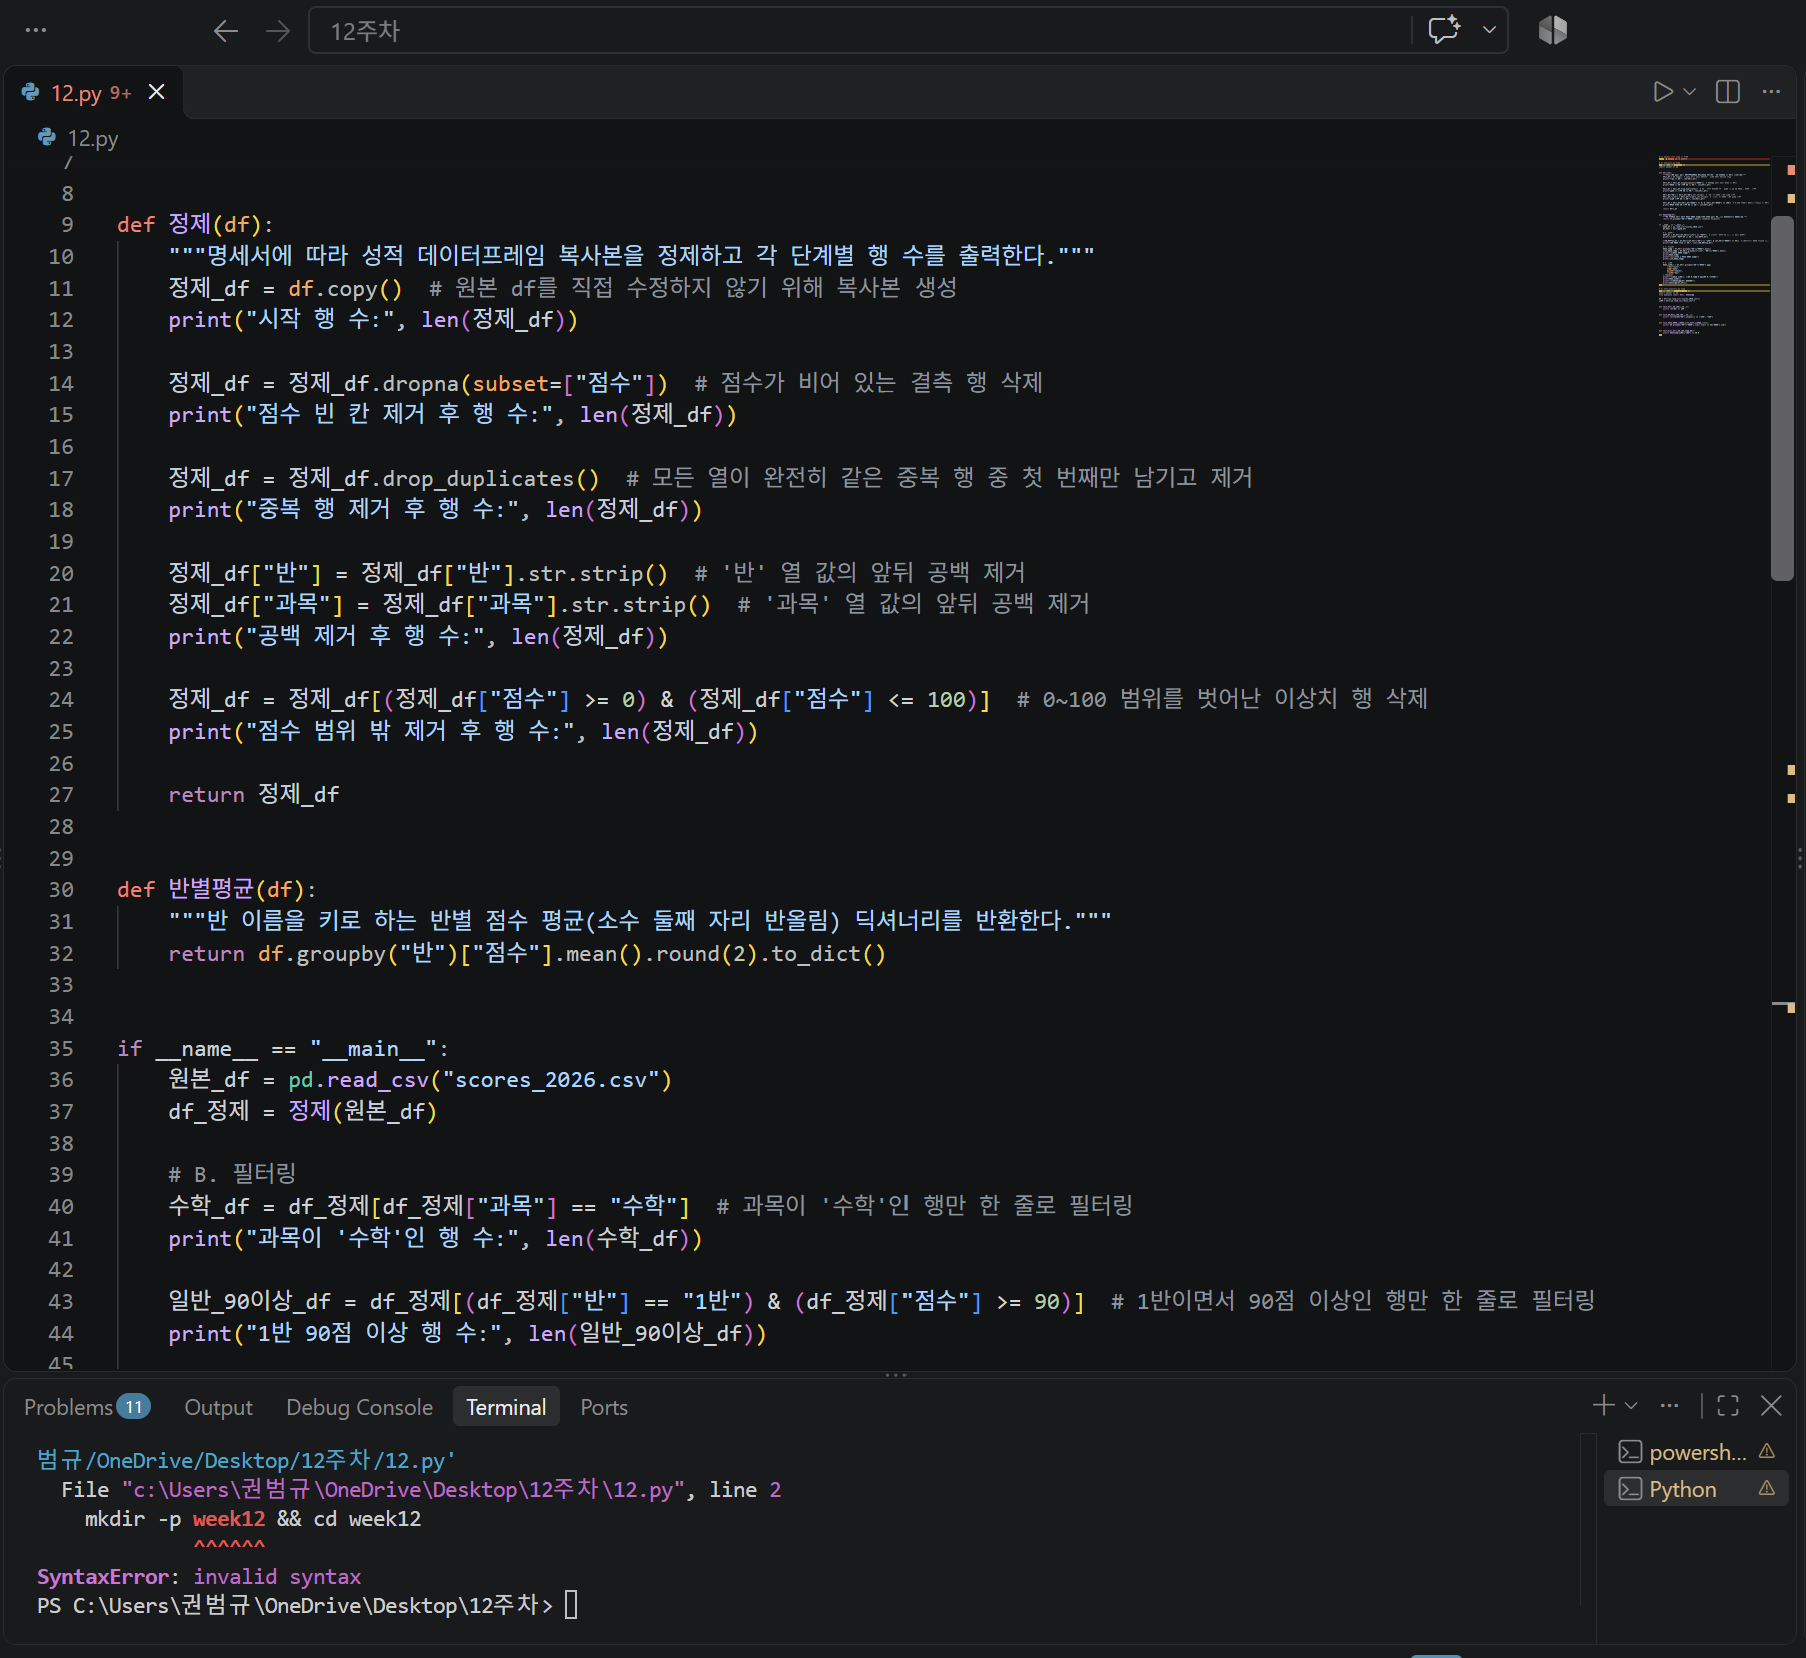 12주차
12.py 9+
12.py
7
8
9 def 정제(df):
10 """명세서에 따라 성적 데이터프레임 복사본을 정제하고 각 단계별 행 수를 출력한다."""
11 정제_df = df.copy()  # 원본 df를 직접 수정하지 않기 위해 복사본 생성
12 print("시작 행 수:", len(정제_df))
13
14 정제_df = 정제_df.dropna(subset=["점수"])  # 점수가 비어 있는 결측 행 삭제
15 print("점수 빈 칸 제거 후 행 수:", len(정제_df))
16
17 정제_df = 정제_df.drop_duplicates()  # 모든 열이 완전히 같은 중복 행 중 첫 번째만 남기고 제거
18 print("중복 행 제거 후 행 수:", len(정제_df))
19
20 정제_df["반"] = 정제_df["반"].str.strip()  # '반' 열 값의 앞뒤 공백 제거
21 정제_df["과목"] = 정제_df["과목"].str.strip()  # '과목' 열 값의 앞뒤 공백 제거
22 print("공백 제거 후 행 수:", len(정제_df))
23
24 정제_df = 정제_df[(정제_df["점수"] >= 0) & (정제_df["점수"] <= 100)]  # 0~100 범위를 벗어난 이상치 행 삭제
25 print("점수 범위 밖 제거 후 행 수:", len(정제_df))
26
27 return 정제_df
28
29
30 def 반별평균(df):
31 """반 이름을 키로 하는 반별 점수 평균(소수 둘째 자리 반올림) 딕셔너리를 반환한다."""
32 return df.groupby("반")["점수"].mean().round(2).to_dict()
33
34
35 if __name__ == "__main__":
36 원본_df = pd.read_csv("scores_2026.csv")
37 df_정제 = 정제(원본_df)
38
39 # B. 필터링
40 수학_df = df_정제[df_정제["과목"] == "수학"]  # 과목이 '수학'인 행만 한 줄로 필터링
41 print("과목이 '수학'인 행 수:", len(수학_df))
42
43 일반_90이상_df = df_정제[(df_정제["반"] == "1반") & (df_정제["점수"] >= 90)]  # 1반이면서 90점 이상인 행만 한 줄로 필터링
44 print("1반 90점 이상 행 수:", len(일반_90이상_df))
45
Problems 11 Output Debug Console Terminal Ports
범규/OneDrive/Desktop/12주차/12.py'
File "c:\Users\권범규\OneDrive\Desktop\12주차\12.py", line 2
mkdir -p week12 && cd week12
^^^^^^
SyntaxError: invalid syntax
PS C:\Users\권범규\OneDrive\Desktop\12주차>
powersh...
Python